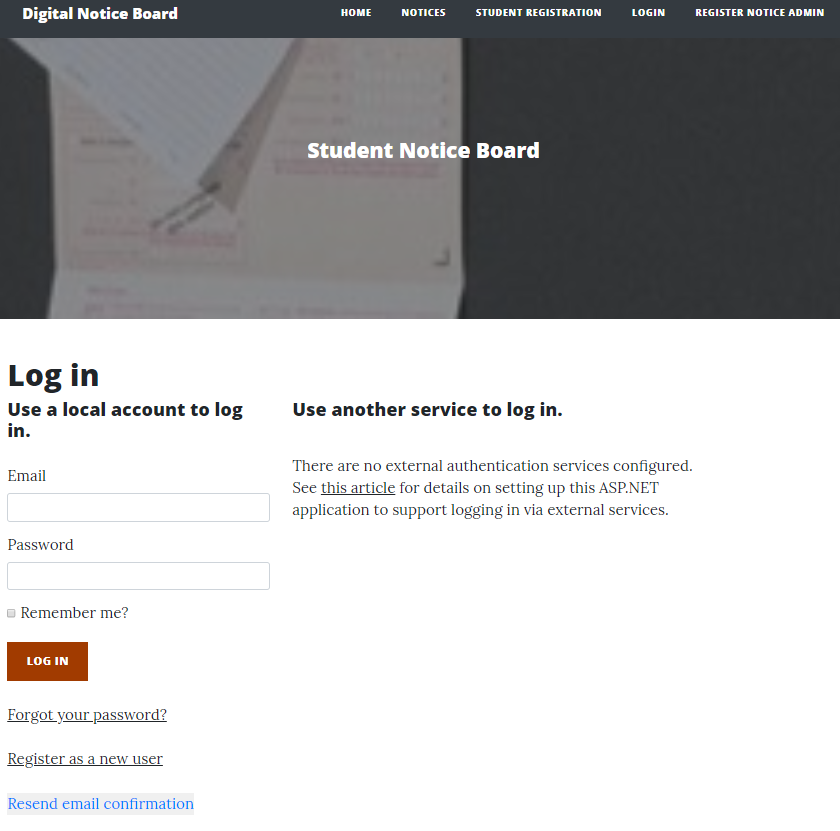 Digital Notice Board
HOME NOTICES STUDENT REGISTRATION LOGIN REGISTER NOTICE ADMIN
Student Notice Board
Log in
Use a local account to log
in.
Email
Password
Remember me?
LOG IN
Forgot your password?
Register as a new user
Resend email confirmation
Use another service to log in.
There are no external authentication services configured.
See this article for details on setting up this ASP.NET
application to support logging in via external services.